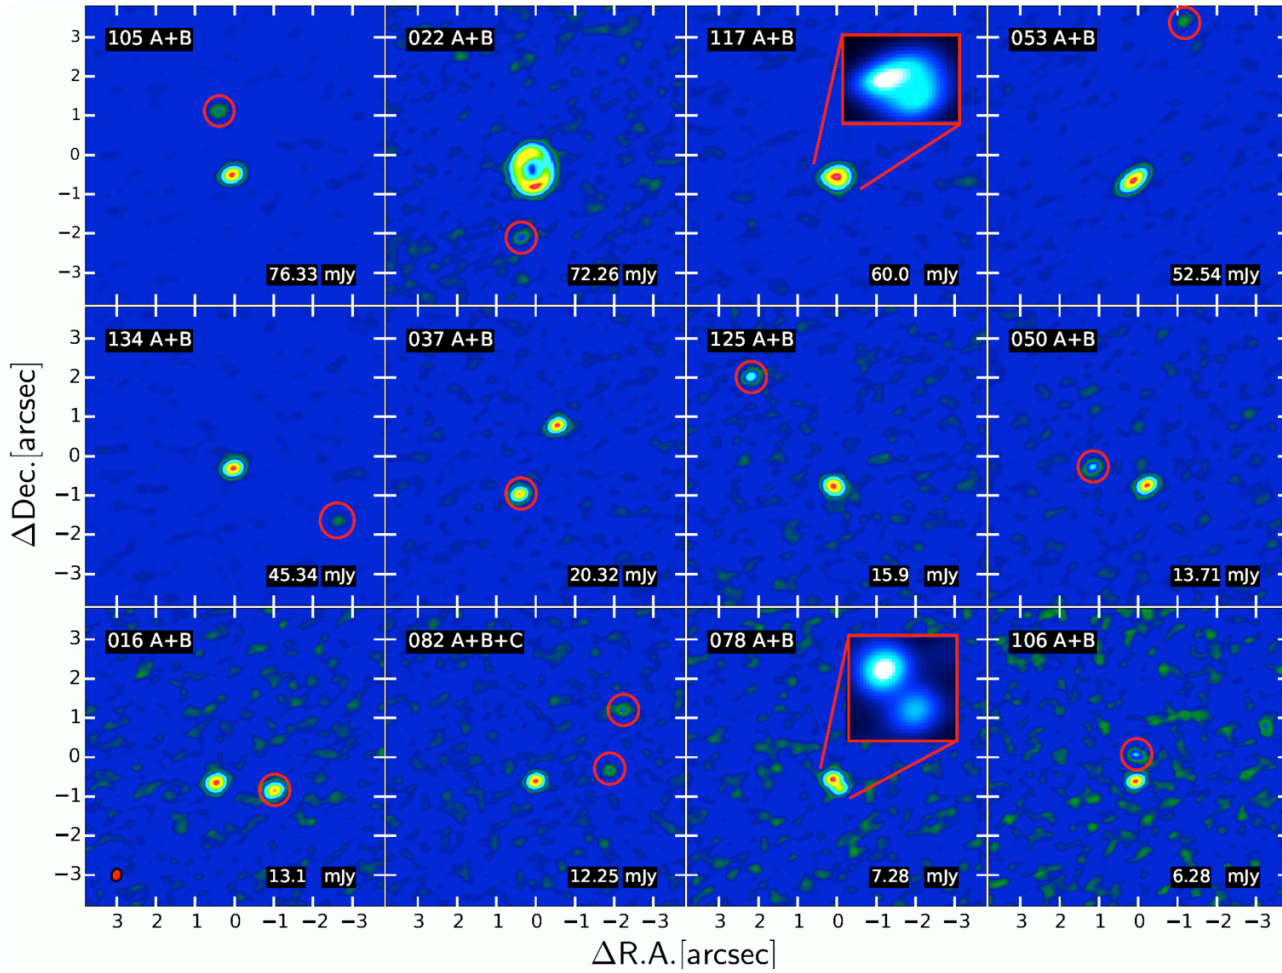 105 A+B
022 A+B
117 A+B
053 A+B
3
2
1
0
−1
−2
−3
76.33 mJy
72.26 mJy
60.0 mJy
52.54 mJy
134 A+B
037 A+B
125 A+B
050 A+B
3
2
1
0
−1
−2
−3
45.34 mJy
20.32 mJy
15.9 mJy
13.71 mJy
016 A+B
082 A+B+C
078 A+B
106 A+B
3
2
1
0
−1
−2
−3
13.1 mJy
12.25 mJy
7.28 mJy
6.28 mJy
3 2 1 0 −1 −2 −3
3 2 1 0 −1 −2 −3
3 2 1 0 −1 −2 −3
3 2 1 0 −1 −2 −3
ΔDec.[arcsec]
ΔR.A.[arcsec]